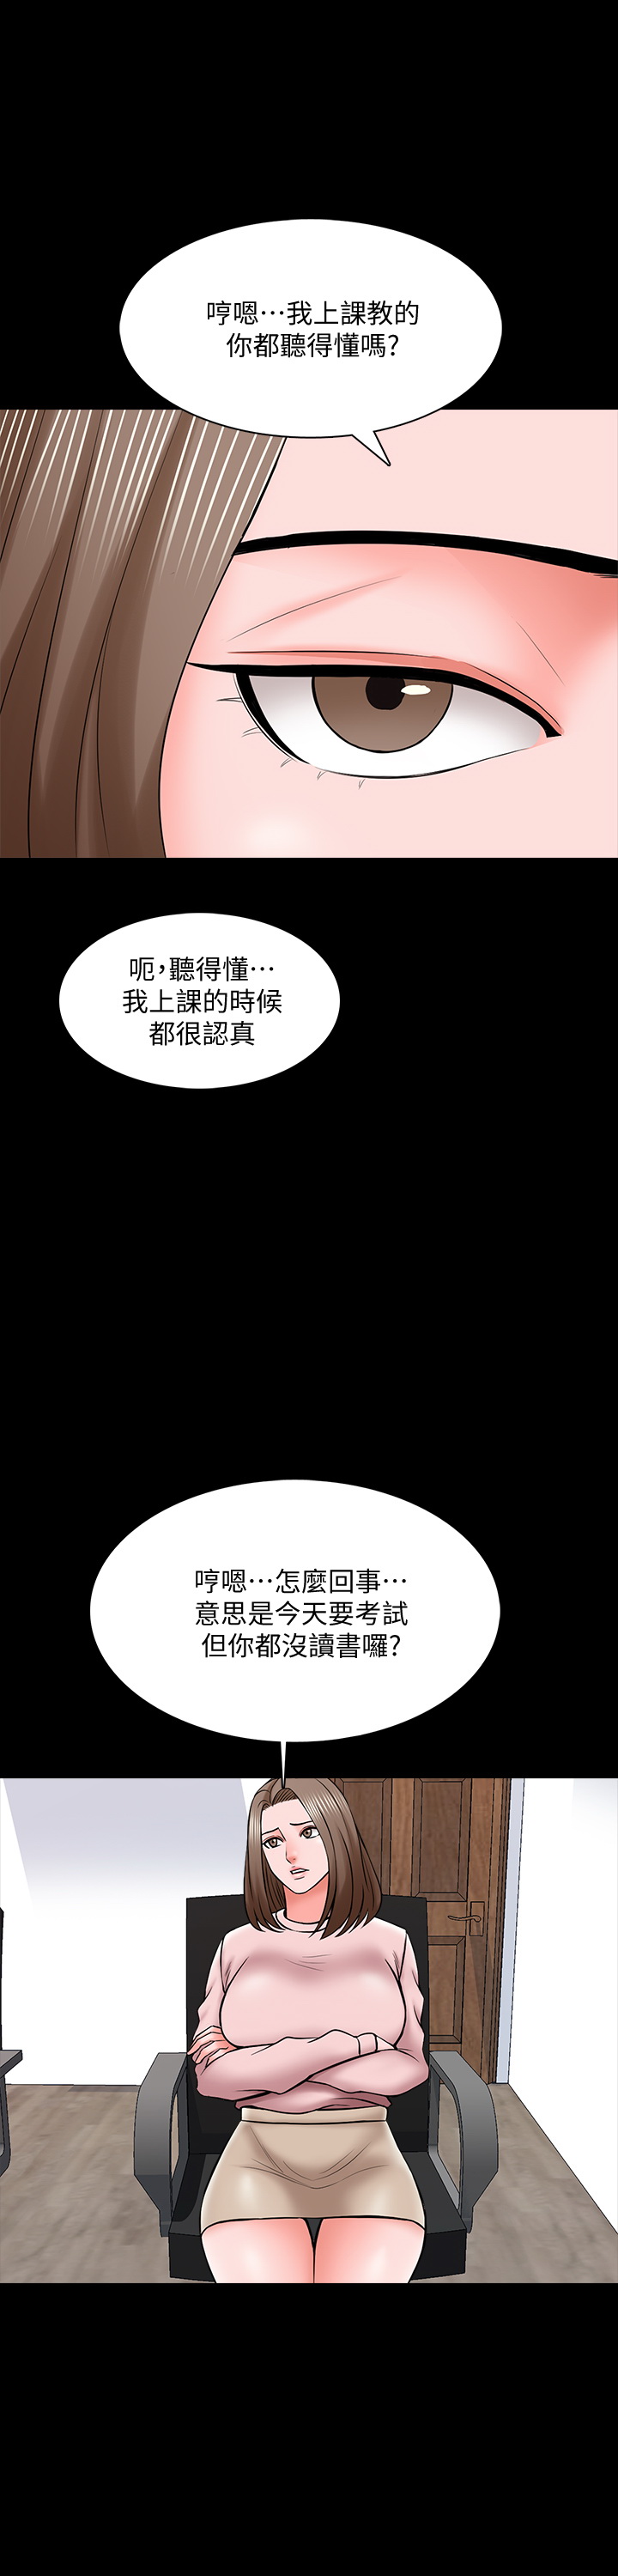 哼嗯…我上課教的
你都聽得懂嗎?
呃,聽得懂…
我上課的時候
都很認真
哼嗯…怎麼回事…
意思是今天要考試
但你都沒讀書囉?